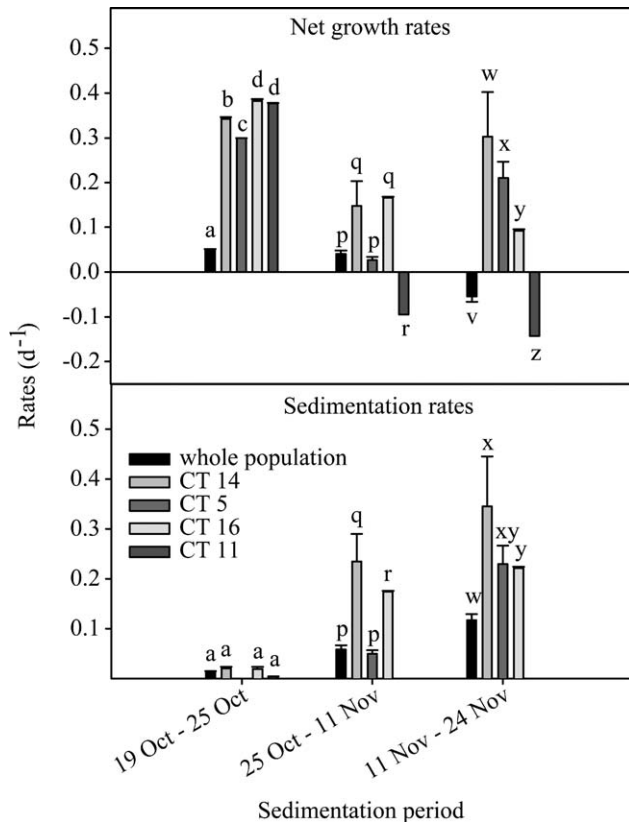 Net growth rates
0.5
0.4
0.3
0.2
0.1
0.0
-0.1
-0.2
a b c d d
p q p q r
v w x y z
Rates (d-1)
Sedimentation rates
0.5
0.4
0.3
0.2
0.1
whole population
CT 14
CT 5
CT 16
CT 11
a a a a
p q p r
w x xy y
19 Oct - 25 Oct
25 Oct - 11 Nov
11 Nov - 24 Nov
Sedimentation period